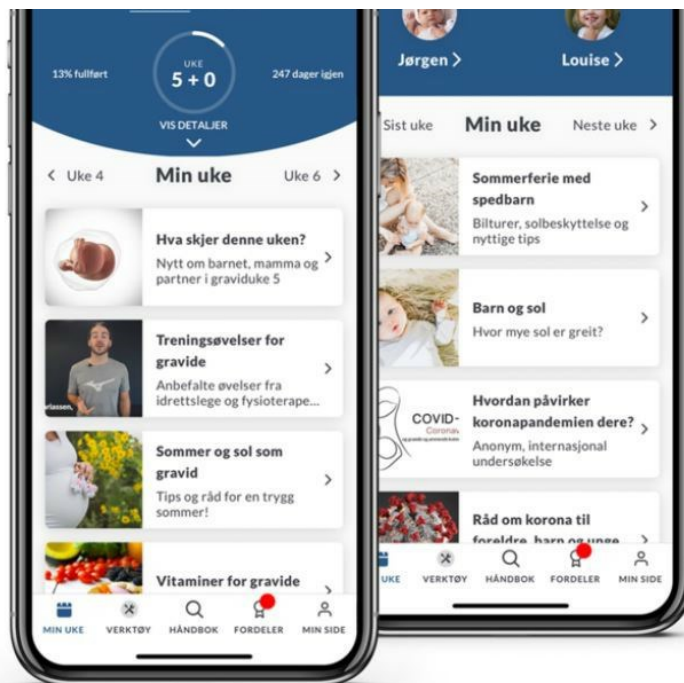 UKE
5 + 0
13% fullført
247 dager igjen
VIS DETALJER
Uke 4
Min uke
Uke 6
Hva skjer denne uken?
Nytt om barnet, mamma og
partner i graviduke 5
Treningsøvelser for
gravide
Anbefalte øvelser fra
idrettslege og fysioterape...
Sommer og sol som
gravid
Tips og råd for en trygg
sommer!
Vitaminer for gravide
MIN UKE
VERKTØY
HÅNDBOK
FORDELER
MIN SIDE
Jørgen
Louise
Sist uke
Min uke
Neste uke
Sommerferie med
spedbarn
Bilturer, solbeskyttelse og
nyttige tips
Barn og sol
Hvor mye sol er greit?
COVID-
Hvordan påvirker
koronapandemien dere?
Anonym, internasjonal
undersøkelse
Råd om korona til
foreldre, barn og unge
UKE
VERKTØY
HÅNDBOK
FORDELER
MIN SIDE